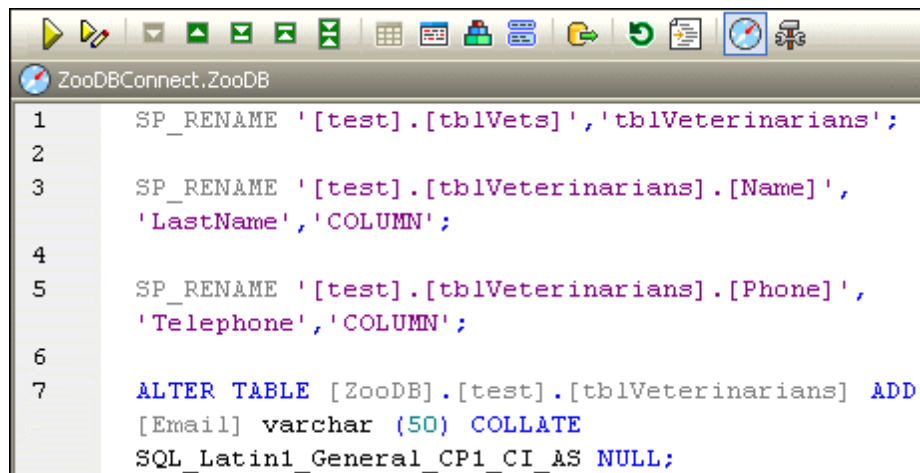 ZooDBConnect.ZooDB
1 SP_RENAME '[test].[tblVets]','tblVeterinarians';
2
3 SP_RENAME '[test].[tblVeterinarians].[Name]',
'LastName','COLUMN';
4
5 SP_RENAME '[test].[tblVeterinarians].[Phone]',
'Telephone','COLUMN';
6
7 ALTER TABLE [ZooDB].[test].[tblVeterinarians] ADD
[Email] varchar (50) COLLATE
SQL_Latin1_General_CP1_CI_AS NULL;